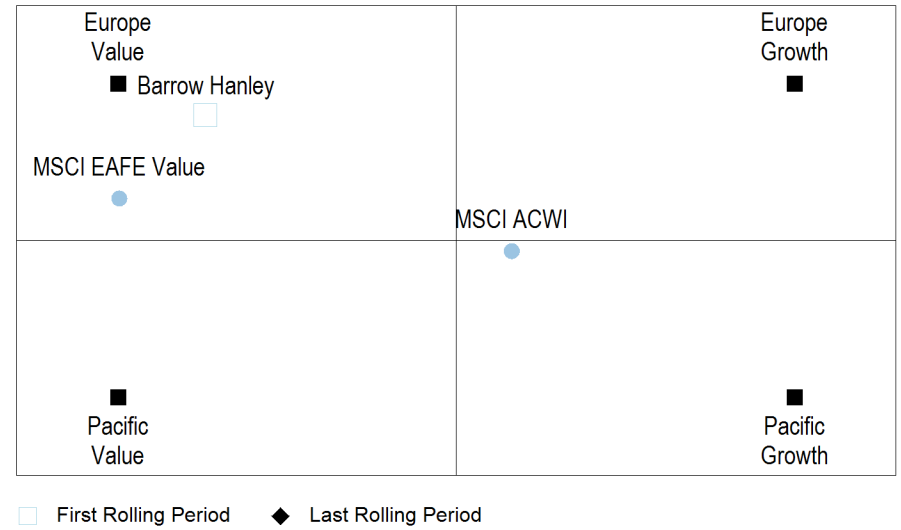 Europe
Value
Europe
Growth
Barrow Hanley
MSCI EAFE Value
MSCI ACWI
Pacific
Value
Pacific
Growth
First Rolling Period
Last Rolling Period